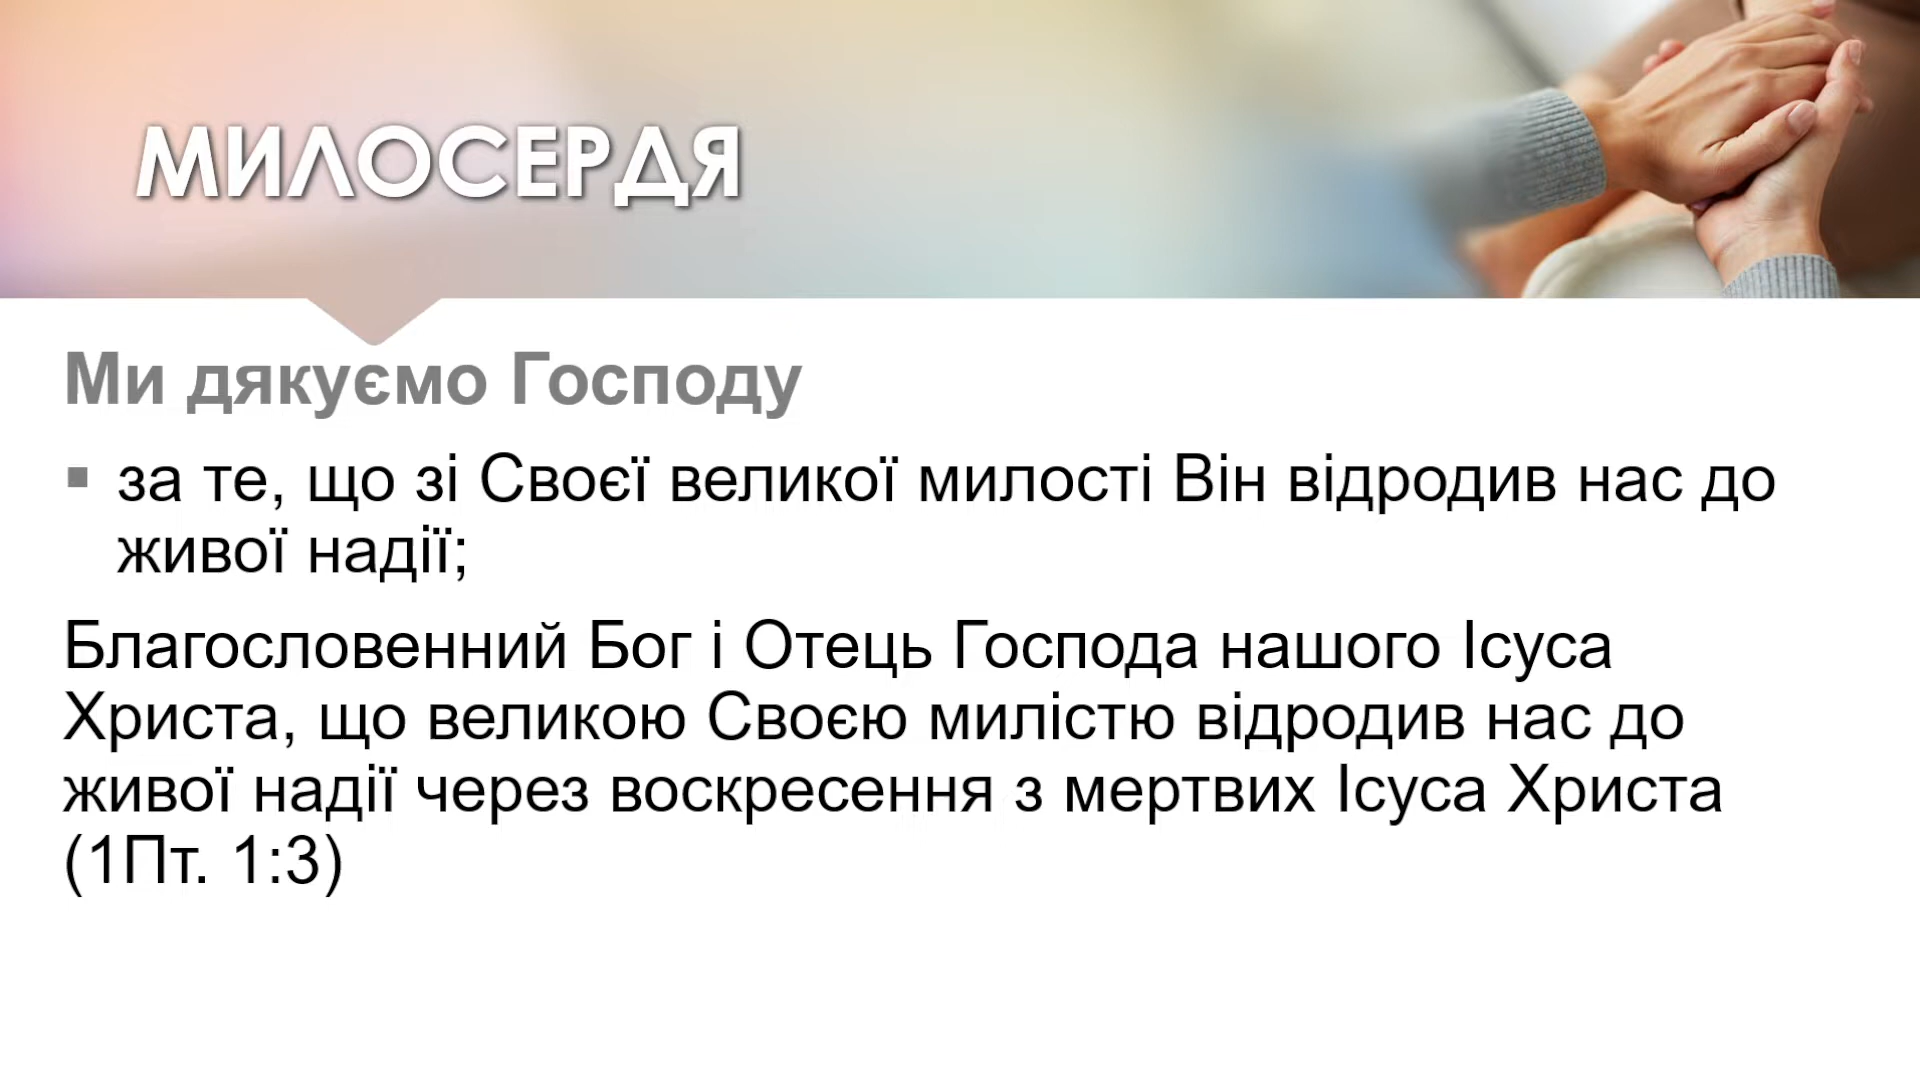 МИЛОСЕРДЯ
Ми дякуємо Господу
▪ за те, що зі Своєї великої милості Він відродив нас до
живої надії;
Благословенний Бог і Отець Господа нашого Ісуса
Христа, що великою Своєю милістю відродив нас до
живої надії через воскресення з мертвих Ісуса Христа
(1Пт. 1:3)